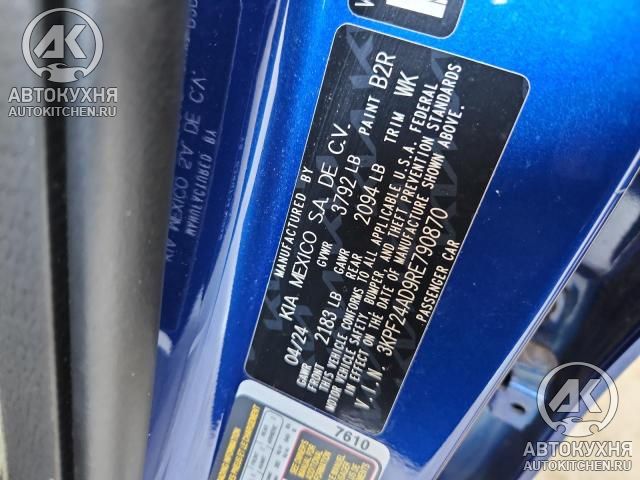 AK
АВТОКУХНЯ
AUTOKITCHEN.RU
MANUFACTURED BY
04/24 KIA MEXICO SA. DE C.V.
GVWR 3792 LB PAINT B2R
GAWR FRONT 2183 LB GAWR REAR 2094 LB TRIM WK
THIS VEHICLE CONFORMS TO ALL APPLICABLE U.S.A. FEDERAL
MOTOR VEHICLE SAFETY, BUMPER, AND THEFT PREVENTION STANDARDS
IN EFFECT ON THE DATE OF MANUFACTURE SHOWN ABOVE.
V.I.N. 3KPF24AD9RE790870
PASSENGER CAR
7610
AK
АВТОКУХНЯ
AUTOKITCHEN.RU